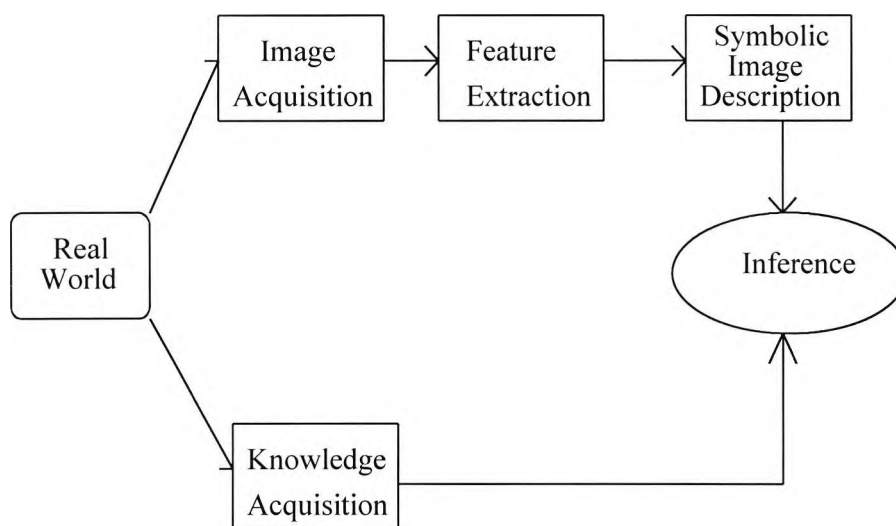 Image
Acquisition
Feature
Extraction
Symbolic
Image
Description
Real
World
Inference
Knowledge
Acquisition